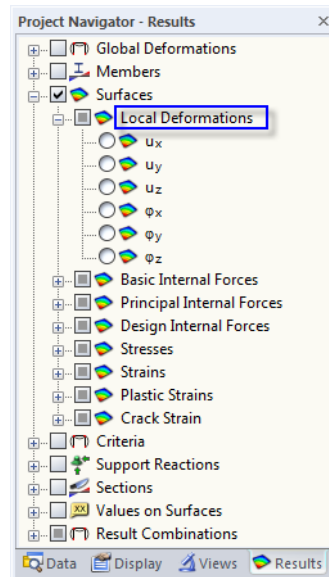 Project Navigator - Results
Global Deformations
Members
Surfaces
Local Deformations
ux
uy
uz
φx
φy
φz
Basic Internal Forces
Principal Internal Forces
Design Internal Forces
Stresses
Strains
Plastic Strains
Crack Strain
Criteria
Support Reactions
Sections
xx Values on Surfaces
Result Combinations
Data Display Views Results